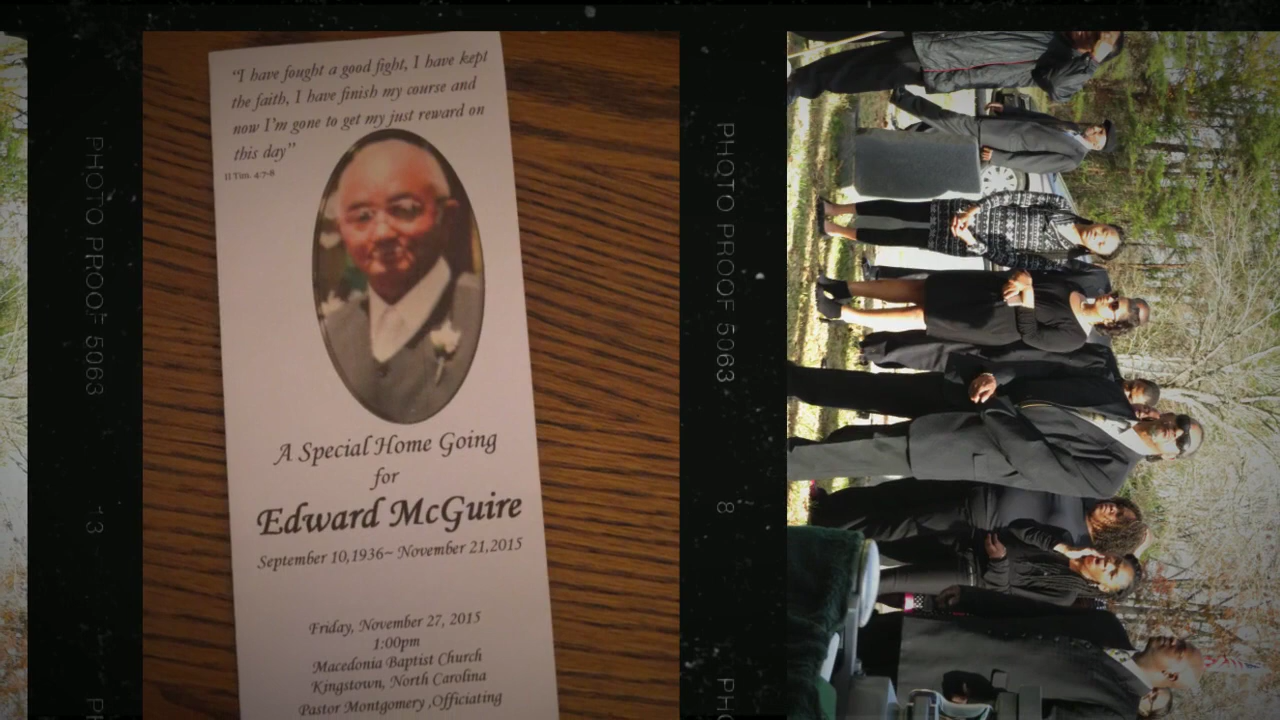 "I have fought a good fight, I have kept
the faith, I have finish my course and
now I'm gone to get my just reward on
this day"
II Tim. 4:7-8
A Special Home Going
for
Edward McGuire
September 10,1936~ November 21,2015
Friday, November 27, 2015
1:00pm
Macedonia Baptist Church
Kingstown, North Carolina
Pastor Montgomery ,Officiating
PHOTO PROOF 5063
13
PHOTO PROOF 5063
8